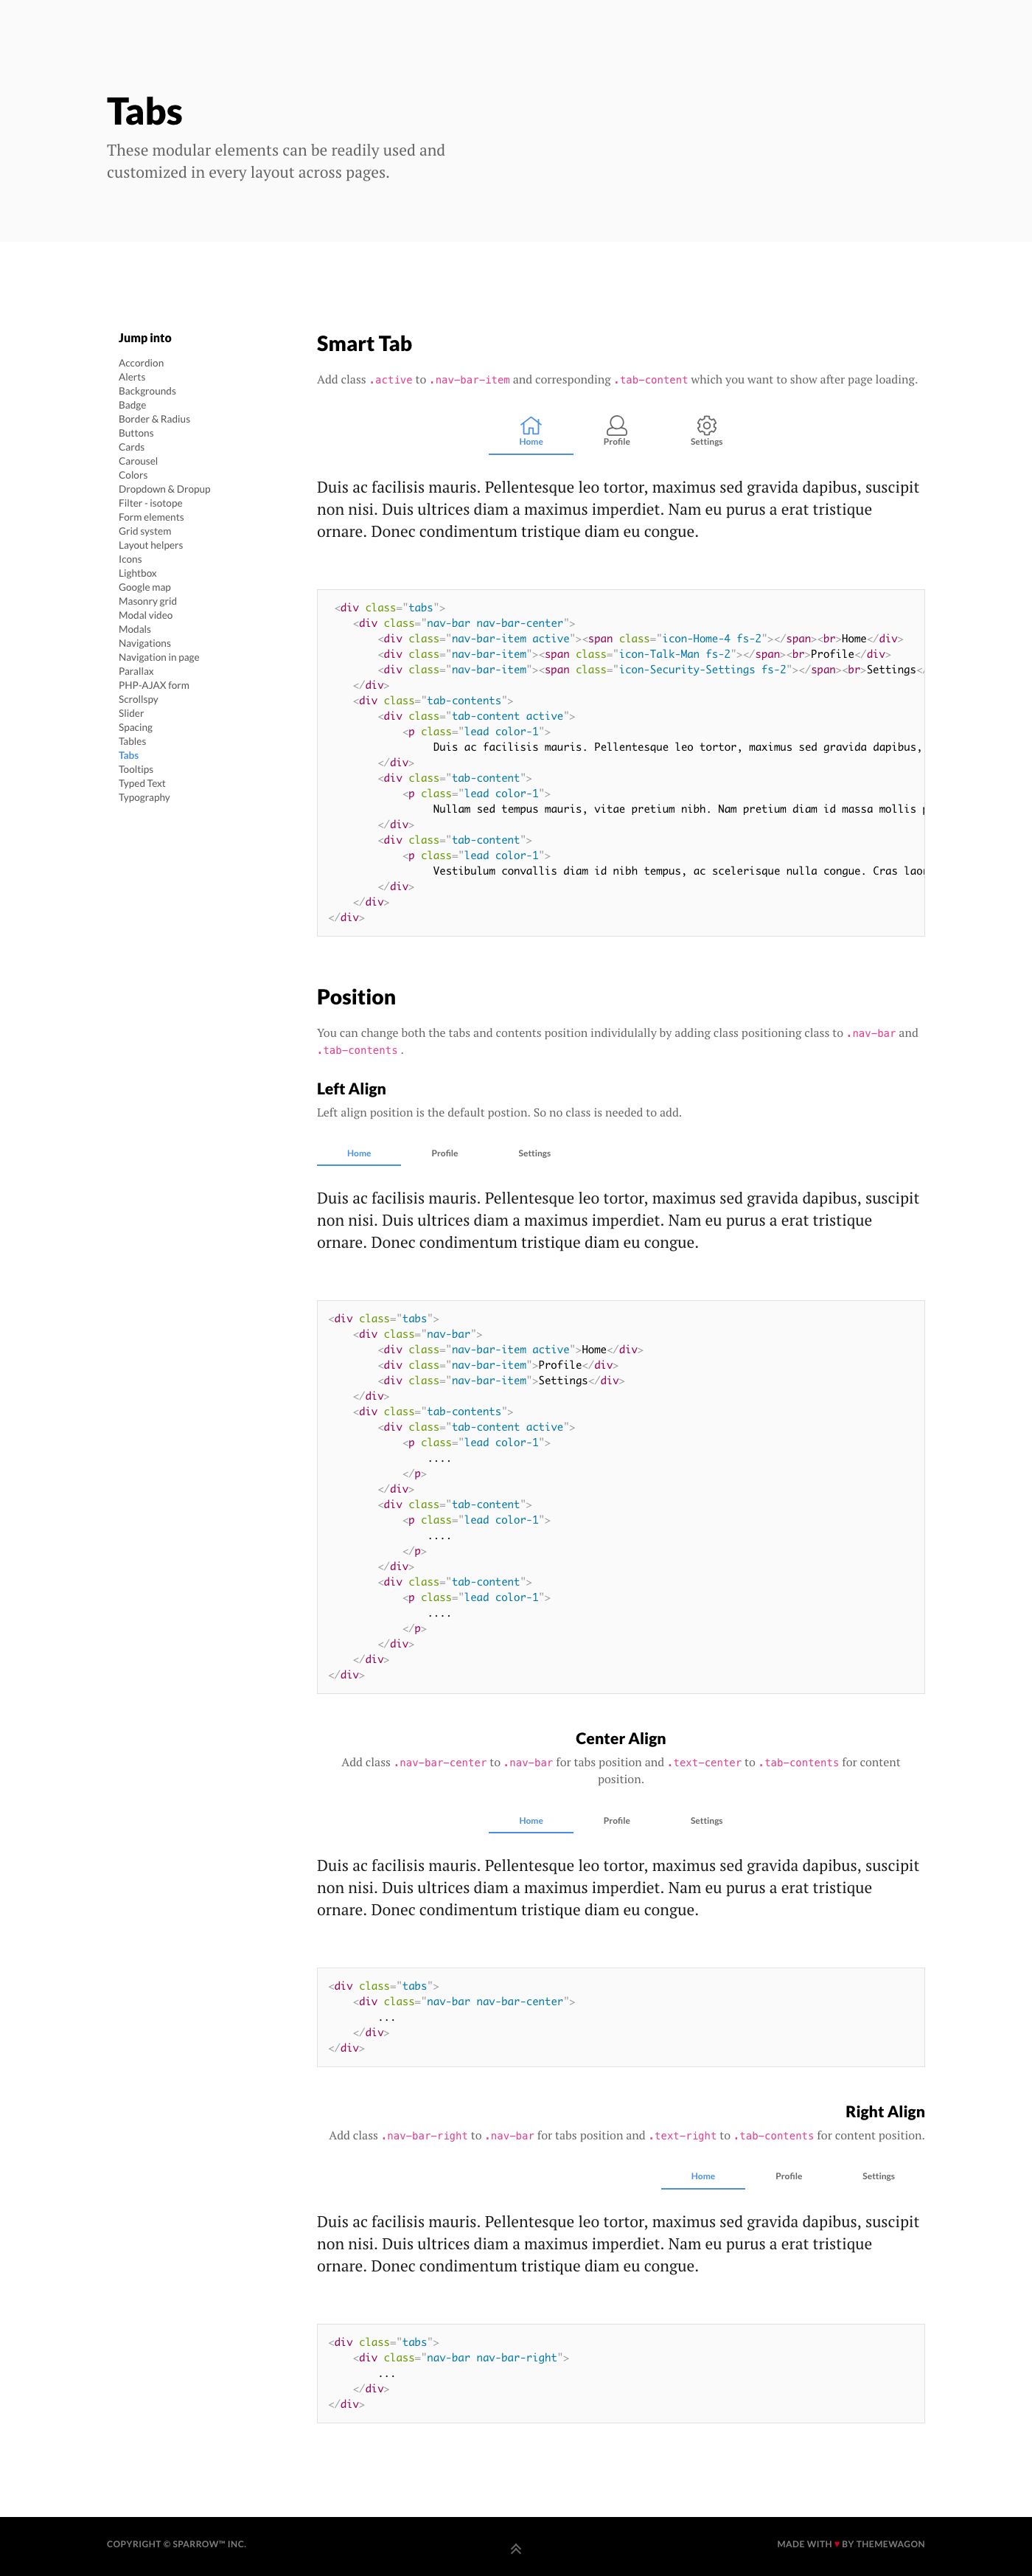 Tabs
These modular elements can be readily used and
customized in every layout across pages.
Jump into
Accordion
Alerts
Backgrounds
Badge
Border & Radius
Buttons
Cards
Carousel
Colors
Dropdown & Dropup
Filter - isotope
Form elements
Grid system
Layout helpers
Icons
Lightbox
Google map
Masonry grid
Modal video
Modals
Navigations
Navigation in page
Parallax
PHP-AJAX form
Scrollspy
Slider
Spacing
Tables
Tabs
Tooltips
Typed Text
Typography
Smart Tab
Add class .active to .nav-bar-item and corresponding .tab-content which you want to show after page loading.
Home Profile Settings
Duis ac facilisis mauris. Pellentesque leo tortor, maximus sed gravida dapibus, suscipit
non nisi. Duis ultrices diam a maximus imperdiet. Nam eu purus a erat tristique
ornare. Donec condimentum tristique diam eu congue.
<div class="tabs">
<div class="nav-bar nav-bar-center">
<div class="nav-bar-item active"><span class="icon-Home-4 fs-2"></span><br>Home</div>
<div class="nav-bar-item"><span class="icon-Talk-Man fs-2"></span><br>Profile</div>
<div class="nav-bar-item"><span class="icon-Security-Settings fs-2"></span><br>Settings</
</div>
<div class="tab-contents">
<div class="tab-content active">
<p class="lead color-1">
Duis ac facilisis mauris. Pellentesque leo tortor, maximus sed gravida dapibus,
</div>
<div class="tab-content">
<p class="lead color-1">
Nullam sed tempus mauris, vitae pretium nibh. Nam pretium diam id massa mollis
</div>
<div class="tab-content">
<p class="lead color-1">
Vestibulum convallis diam id nibh tempus, ac scelerisque nulla congue. Cras
</div>
</div>
</div>
Position
You can change both the tabs and contents position individulally by adding class positioning class to .nav-bar and
.tab-contents .
Left Align
Left align position is the default postion. So no class is needed to add.
Home Profile Settings
Duis ac facilisis mauris. Pellentesque leo tortor, maximus sed gravida dapibus, suscipit
non nisi. Duis ultrices diam a maximus imperdiet. Nam eu purus a erat tristique
ornare. Donec condimentum tristique diam eu congue.
<div class="tabs">
<div class="nav-bar">
<div class="nav-bar-item active">Home</div>
<div class="nav-bar-item">Profile</div>
<div class="nav-bar-item">Settings</div>
</div>
<div class="tab-contents">
<div class="tab-content active">
<p class="lead color-1">
....
</p>
</div>
<div class="tab-content">
<p class="lead color-1">
....
</p>
</div>
<div class="tab-content">
<p class="lead color-1">
....
</p>
</div>
</div>
</div>
Center Align
Add class .nav-bar-center to .nav-bar for tabs position and .text-center to .tab-contents for content
position.
Home Profile Settings
Duis ac facilisis mauris. Pellentesque leo tortor, maximus sed gravida dapibus, suscipit
non nisi. Duis ultrices diam a maximus imperdiet. Nam eu purus a erat tristique
ornare. Donec condimentum tristique diam eu congue.
<div class="tabs">
<div class="nav-bar nav-bar-center">
...
</div>
</div>
Right Align
Add class .nav-bar-right to .nav-bar for tabs position and .text-right to .tab-contents for content position.
Home Profile Settings
Duis ac facilisis mauris. Pellentesque leo tortor, maximus sed gravida dapibus, suscipit
non nisi. Duis ultrices diam a maximus imperdiet. Nam eu purus a erat tristique
ornare. Donec condimentum tristique diam eu congue.
<div class="tabs">
<div class="nav-bar nav-bar-right">
...
</div>
</div>
COPYRIGHT © SPARROW™ INC. MADE WITH ♥ BY THEMEWAGON